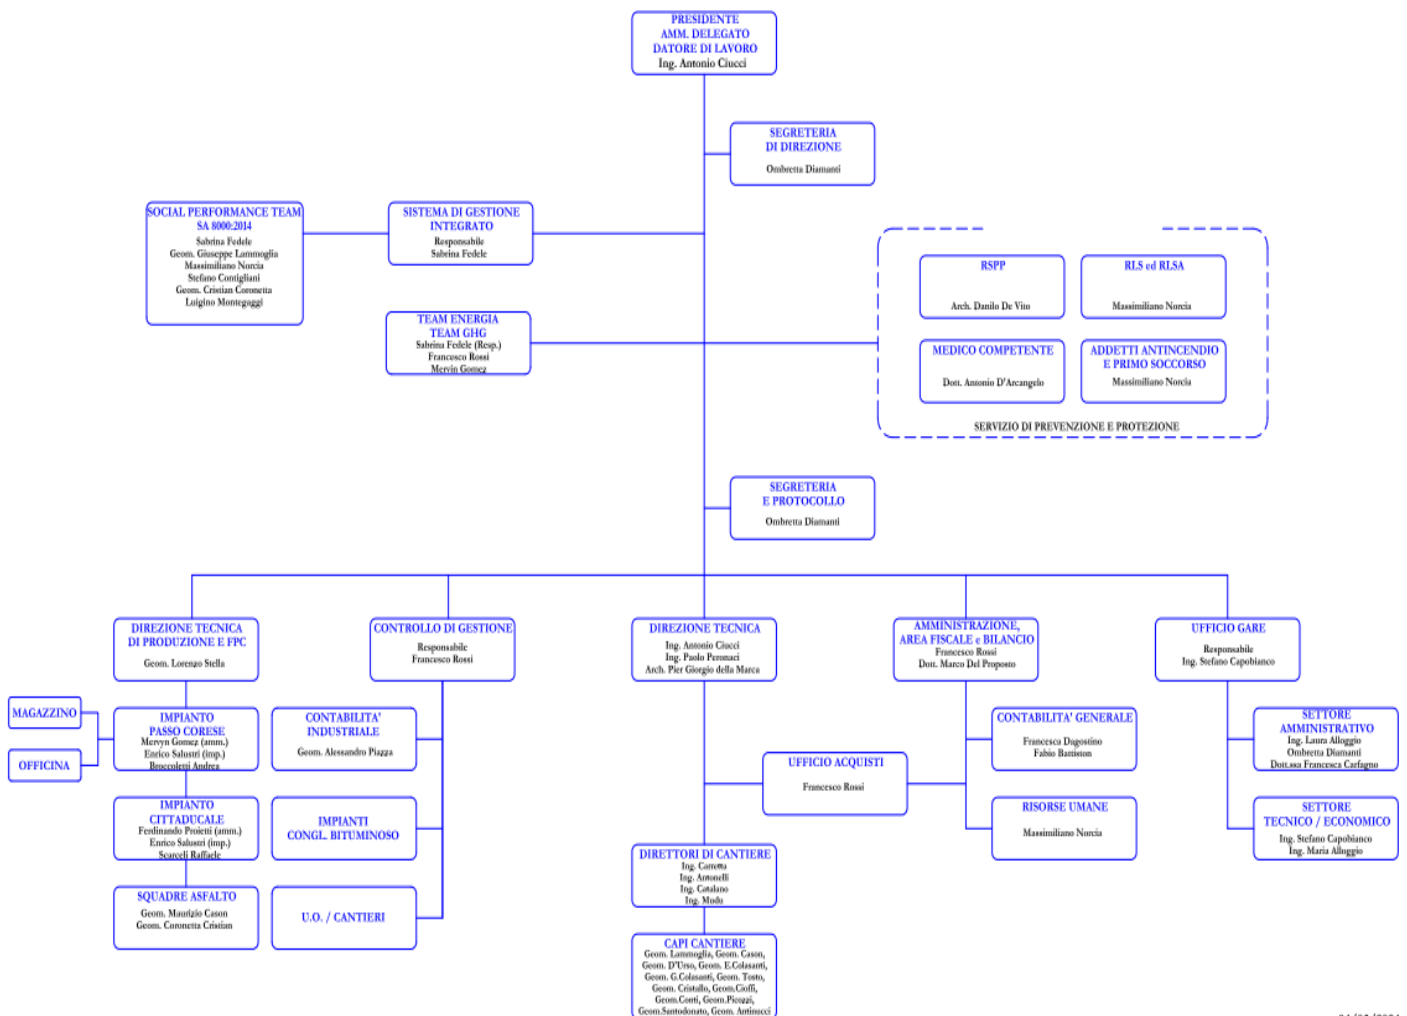 PRESIDENTE
AMM. DELEGATO
DATORE DI LAVORO
Ing. Antonio Ciucci
SEGRETERIA
DI DIREZIONE
Ombretta Diamanti
SOCIAL PERFORMANCE TEAM
SA 8000:2014
Sabrina Fedele
Geom. Giuseppe Lammoglia
Massimiliano Norcia
Stefano Contigliani
Geom. Cristian Coronetta
Luigino Montegaggi
SISTEMA DI GESTIONE
INTEGRATO
Responsabile
Sabrina Fedele
TEAM ENERGIA
TEAM GHG
Sabrina Fedele (Resp.)
Francesco Rossi
Mervin Gomez
RSPP
Arch. Danilo De Vito
RLS ed RLSA
Massimiliano Norcia
MEDICO COMPETENTE
Dott. Antonio D'Arcangelo
ADDETTI ANTINCENDIO
E PRIMO SOCCORSO
Massimiliano Norcia
SERVIZIO DI PREVENZIONE E PROTEZIONE
SEGRETERIA
E PROTOCOLLO
Ombretta Diamanti
DIREZIONE TECNICA
DI PRODUZIONE E FPC
Geom. Lorenzo Stella
CONTROLLO DI GESTIONE
Responsabile
Francesco Rossi
DIREZIONE TECNICA
Ing. Antonio Ciucci
Ing. Paolo Peronaci
Arch. Pier Giorgio della Marca
AMMINISTRAZIONE,
AREA FISCALE e BILANCIO
Francesco Rossi
Dott. Marco Del Proposto
UFFICIO GARE
Responsabile
Ing. Stefano Capobianco
MAGAZZINO
OFFICINA
IMPIANTO
PASSO CORESE
Mervyn Gomez (amm.)
Enrico Salustri (imp.)
Broccoletti Andrea
CONTABILITA'
INDUSTRIALE
Geom. Alessandro Piazza
UFFICIO ACQUISTI
Francesco Rossi
CONTABILITA' GENERALE
Francesca Dagostino
Fabio Battiston
SETTORE
AMMINISTRATIVO
Ing. Laura Alloggio
Ombretta Diamanti
Dott.ssa Francesca Carfagno
IMPIANTO
CITTADUCALE
Ferdinando Proietti (amm.)
Enrico Salustri (imp.)
Scarceli Raffaele
IMPIANTI
CONGL. BITUMINOSO
RISORSE UMANE
Massimiliano Norcia
SETTORE
TECNICO / ECONOMICO
Ing. Stefano Capobianco
Ing. Maria Alloggio
SQUADRE ASFALTO
Geom. Maurizio Cason
Geom. Coronetta Cristian
U.O. / CANTIERI
DIRETTORI DI CANTIERE
Ing. Carretta
Ing. Antonelli
Ing. Catalano
Ing. Modu
CAPI CANTIERE
Geom. Lammoglia, Geom. Cason,
Geom. D'Urso, Geom. E.Colasanti,
Geom. G.Colasanti, Geom. Tosto,
Geom. Cristallo, Geom.Cioffi,
Geom.Conti, Geom.Picozzi,
Geom.Santodonato, Geom. Antinucci